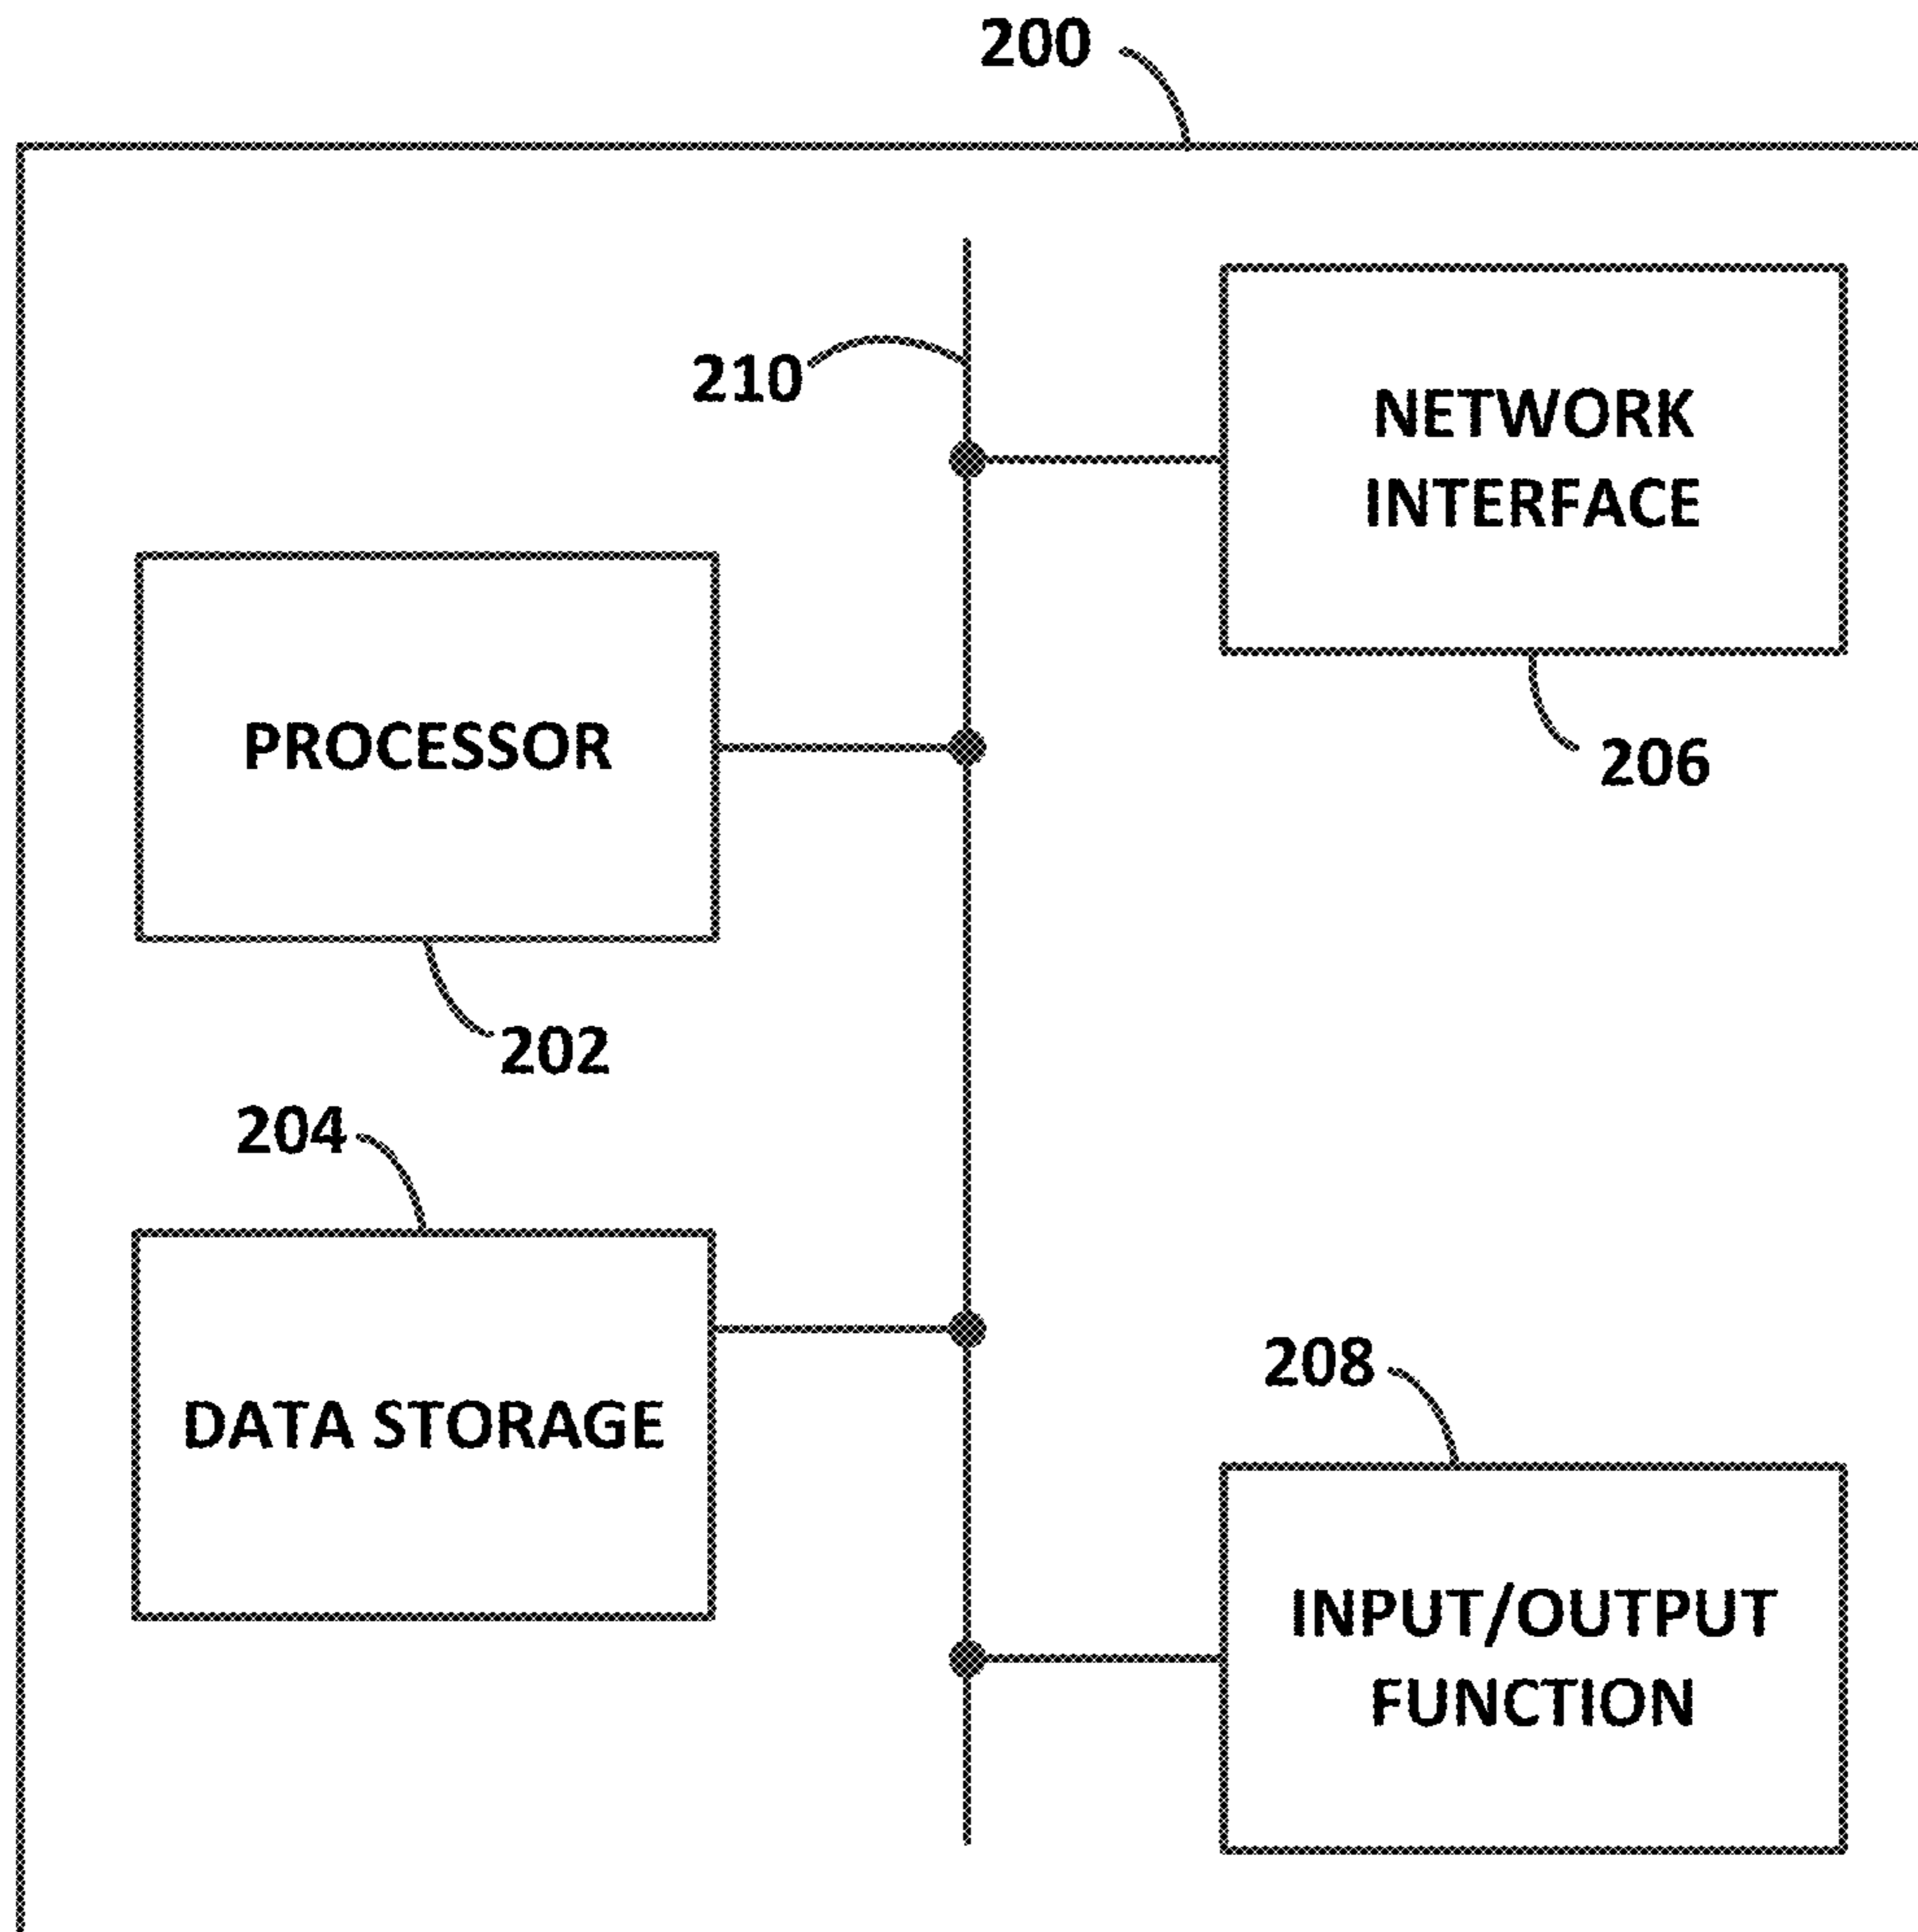 200
210
NETWORK
INTERFACE
206
PROCESSOR
202
204
DATA STORAGE
208
INPUT/OUTPUT
FUNCTION